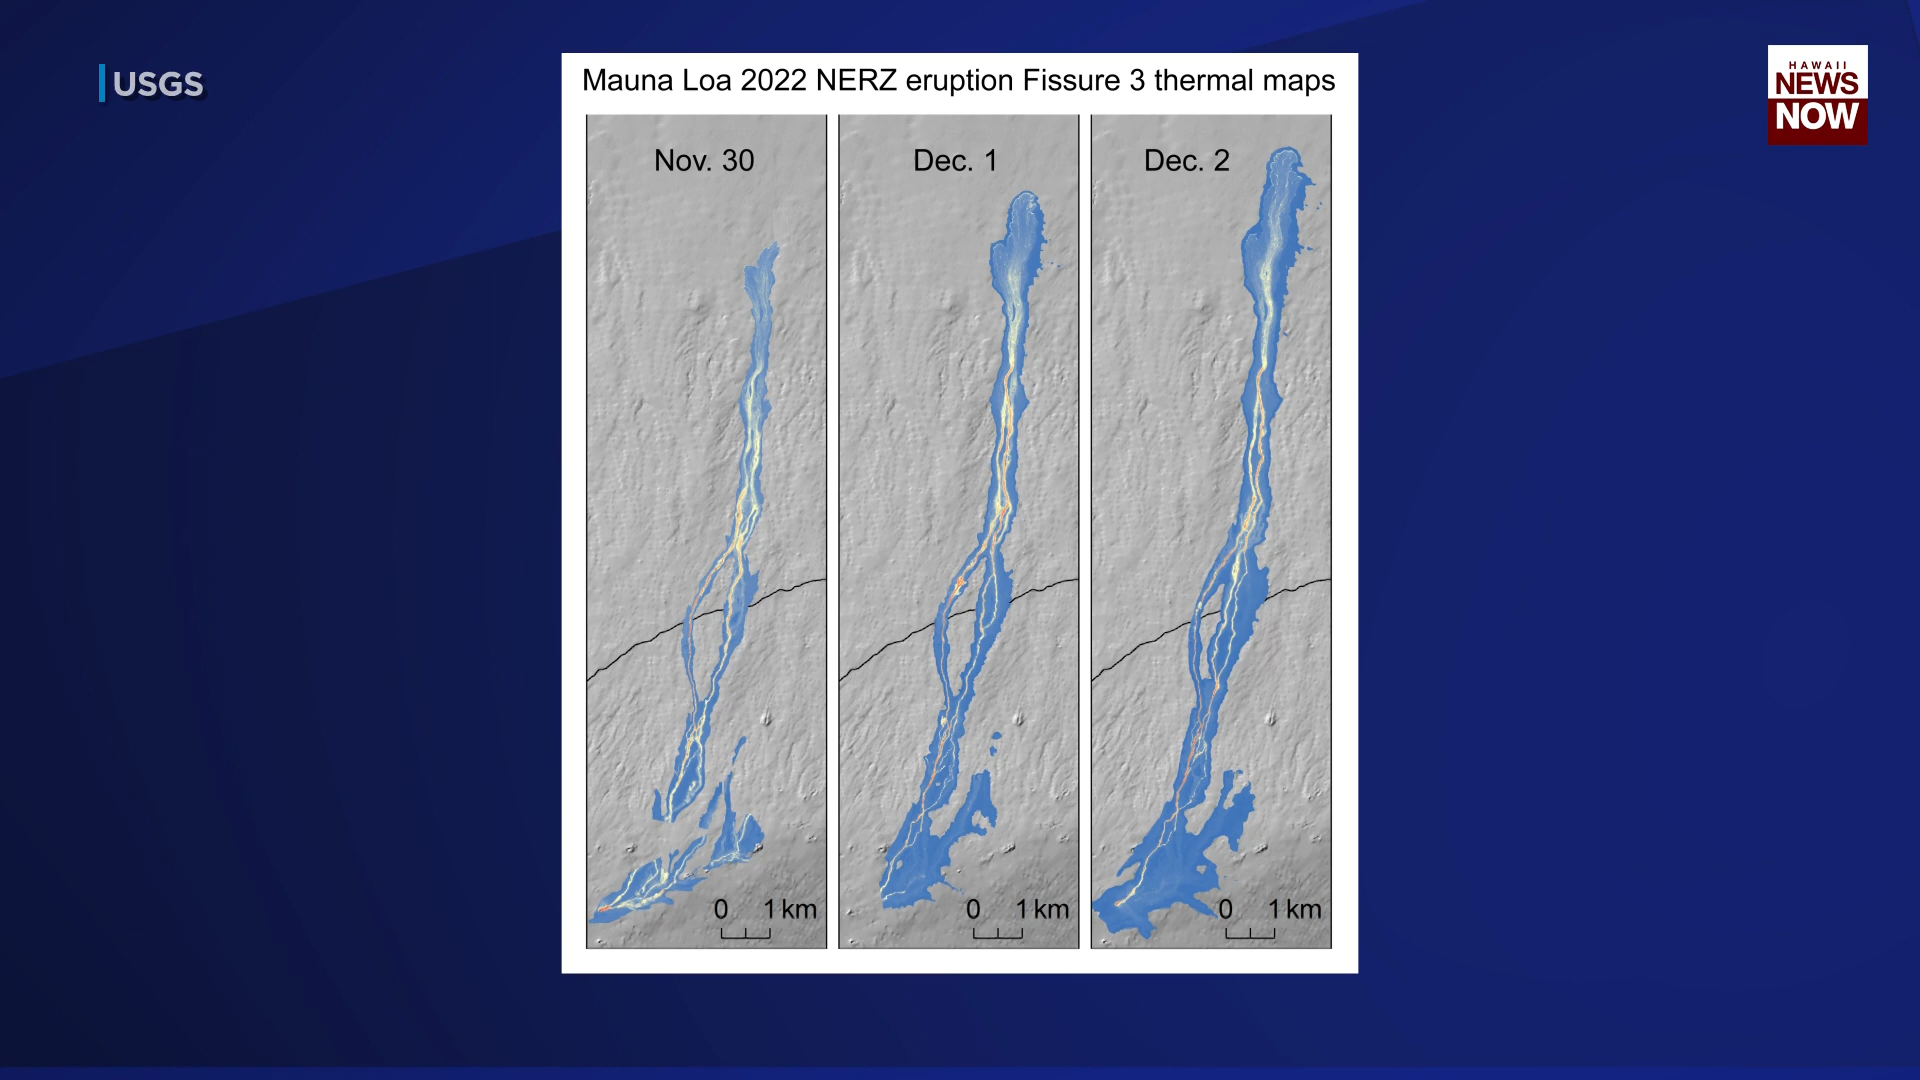 USGS
HAWAII
NEWS
NOW
Mauna Loa 2022 NERZ eruption Fissure 3 thermal maps
Nov. 30
Dec. 1
Dec. 2
0 1 km
0 1 km
0 1 km